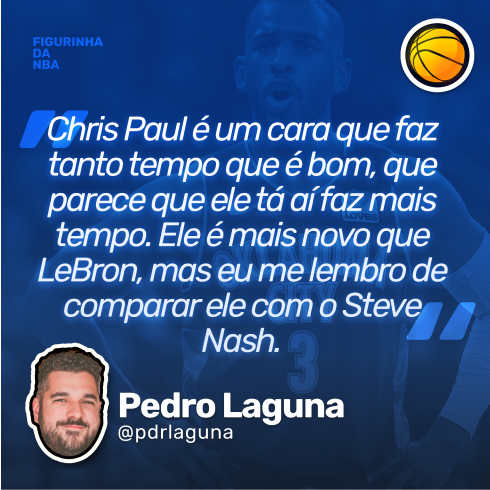 FIGURINHA
DA
NBA
Chris Paul é um cara que faz
tanto tempo que é bom, que
parece que ele tá aí faz mais
tempo. Ele é mais novo que
LeBron, mas eu me lembro de
comparar ele com o Steve
Nash.
CITY
3
Pedro Laguna
@pdrlaguna